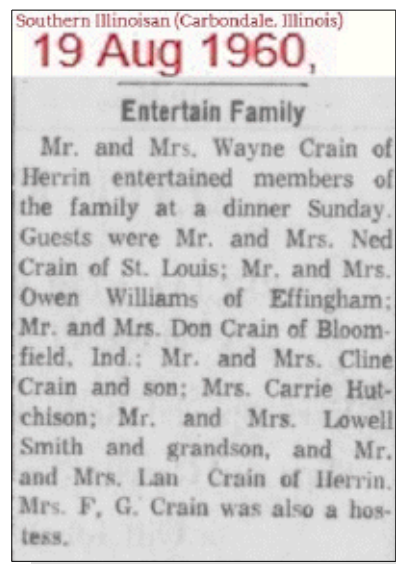 Southern Illinoisan (Carbondale, Illinois)
19 Aug 1960,
Entertain Family
Mr. and Mrs. Wayne Crain of
Herrin entertained members of
the family at a dinner Sunday.
Guests were Mr. and Mrs. Ned
Crain of St. Louis; Mr. and Mrs.
Owen Williams of Effingham;
Mr. and Mrs. Don Crain of Bloom-
field, Ind.; Mr. and Mrs. Cline
Crain and son; Mrs. Carrie Hut-
chison; Mr. and Mrs. Lowell
Smith and grandson, and Mr.
and Mrs. Lan Crain of Herrin.
Mrs. F. G. Crain was also a hos-
tess.